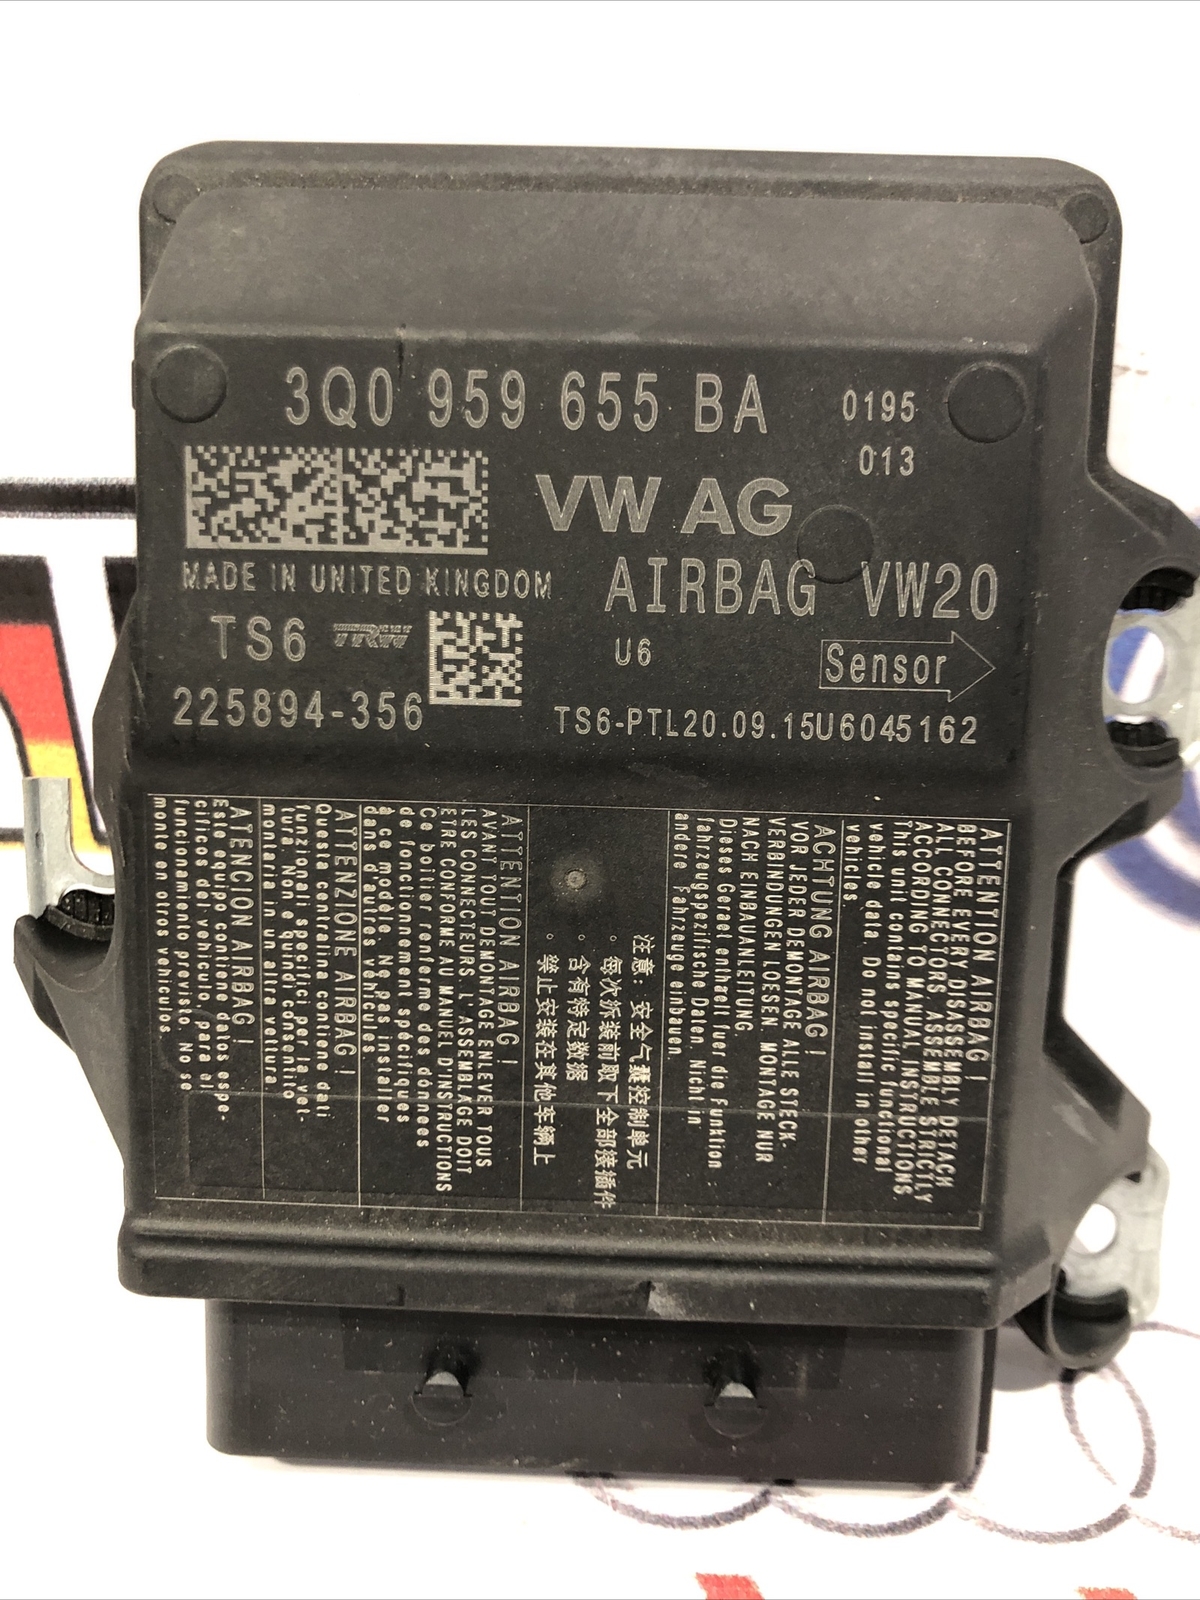 3Q0 959 655 BA
0195
013
VW AG
MADE IN UNITED KINGDOM
AIRBAG VW20
TS6 TRW
U6
Sensor
225894-356
TS6-PTL20.09.15U6045162
ATTENTION AIRBAG !
BEFORE EVERY DISASSEMBLY DETACH
ALL CONNECTORS. ASSEMBLE STRICTLY
ACCORDING TO MANUAL INSTRUCTIONS.
This unit contains specific functional
vehicle data. Do not install in other
vehicles.
ACHTUNG AIRBAG !
VOR JEDER DEMONTAGE ALLE STECK-
VERBINDUNGEN LOESEN. MONTAGE NUR
NACH EINBAUANLEITUNG.
Dieses Geraet enthaelt fuer die Funktion :
fahrzeugspezifische Daten. Nicht in
andere Fahrzeuge einbauen.
注意: 安全气囊控制单元
。每次拆装前取下全部接插件
。含有特定数据
。禁止安装在其他车辆上
ATTENTION AIRBAG !
AVANT TOUT DEMONTAGE ENLEVER TOUS
LES CONNECTEURS L'ASSEMBLAGE DOIT
ETRE CONFORME AU MANUEL D'INSTRUCTIONS
Ce boitier renferme des données
de fonctionnement spécifiques
à ce modèle. Ne pas installer
dans d'autres véhicules.
ATTENZIONE AIRBAG !
Queste centralina contione dati
funzionali specifici per la vet-
tura. Non e quindi consentito
montaria in un altra vettura.
ATENCION AIRBAG !
Este equipo contiene datos espe-
cificos del vehiculo, para el
funcionamiento previsto. No se
monte en otros vehiculos.